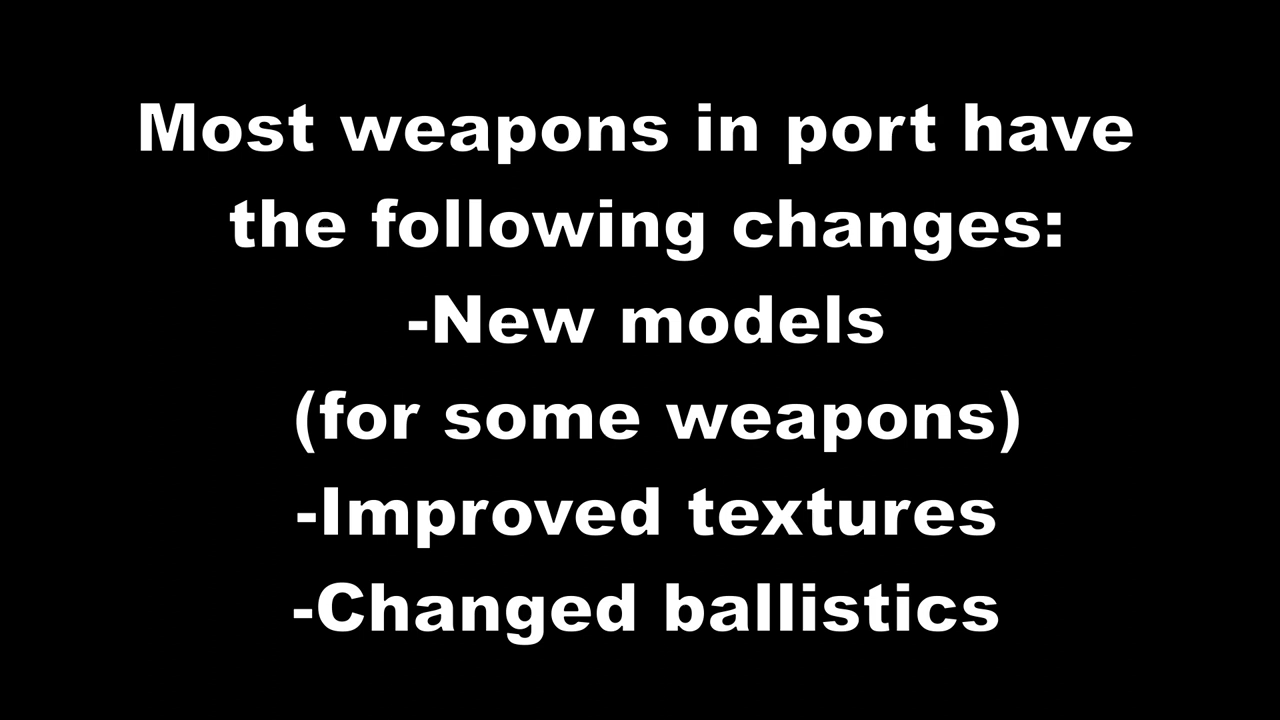 Most weapons in port have
the following changes:
-New models
(for some weapons)
-Improved textures
-Changed ballistics